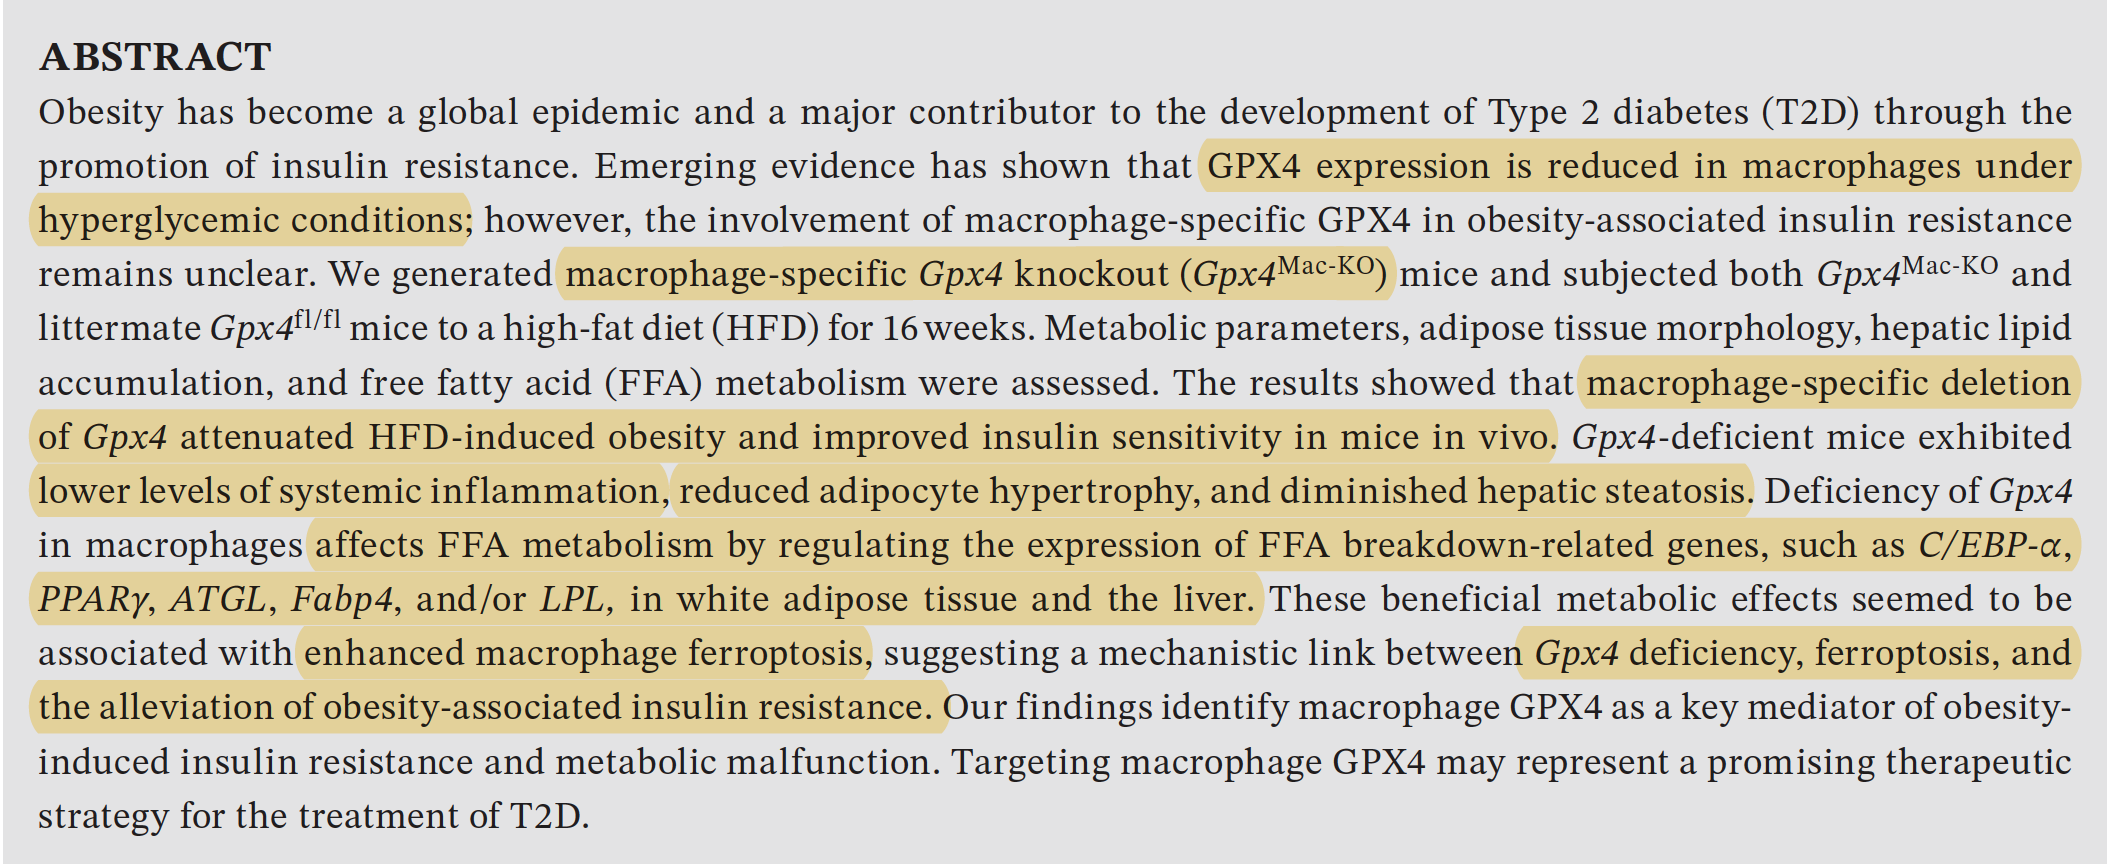 ABSTRACT
Obesity has become a global epidemic and a major contributor to the development of Type 2 diabetes (T2D) through the
promotion of insulin resistance. Emerging evidence has shown that GPX4 expression is reduced in macrophages under
hyperglycemic conditions; however, the involvement of macrophage-specific GPX4 in obesity-associated insulin resistance
remains unclear. We generated macrophage-specific Gpx4 knockout (Gpx4Mac-KO) mice and subjected both Gpx4Mac-KO and
littermate Gpx4fl/fl mice to a high-fat diet (HFD) for 16 weeks. Metabolic parameters, adipose tissue morphology, hepatic lipid
accumulation, and free fatty acid (FFA) metabolism were assessed. The results showed that macrophage-specific deletion
of Gpx4 attenuated HFD-induced obesity and improved insulin sensitivity in mice in vivo. Gpx4-deficient mice exhibited
lower levels of systemic inflammation, reduced adipocyte hypertrophy, and diminished hepatic steatosis. Deficiency of Gpx4
in macrophages affects FFA metabolism by regulating the expression of FFA breakdown-related genes, such as C/EBP-α,
PPARγ, ATGL, Fabp4, and/or LPL, in white adipose tissue and the liver. These beneficial metabolic effects seemed to be
associated with enhanced macrophage ferroptosis, suggesting a mechanistic link between Gpx4 deficiency, ferroptosis, and
the alleviation of obesity-associated insulin resistance. Our findings identify macrophage GPX4 as a key mediator of obesity-
induced insulin resistance and metabolic malfunction. Targeting macrophage GPX4 may represent a promising therapeutic
strategy for the treatment of T2D.